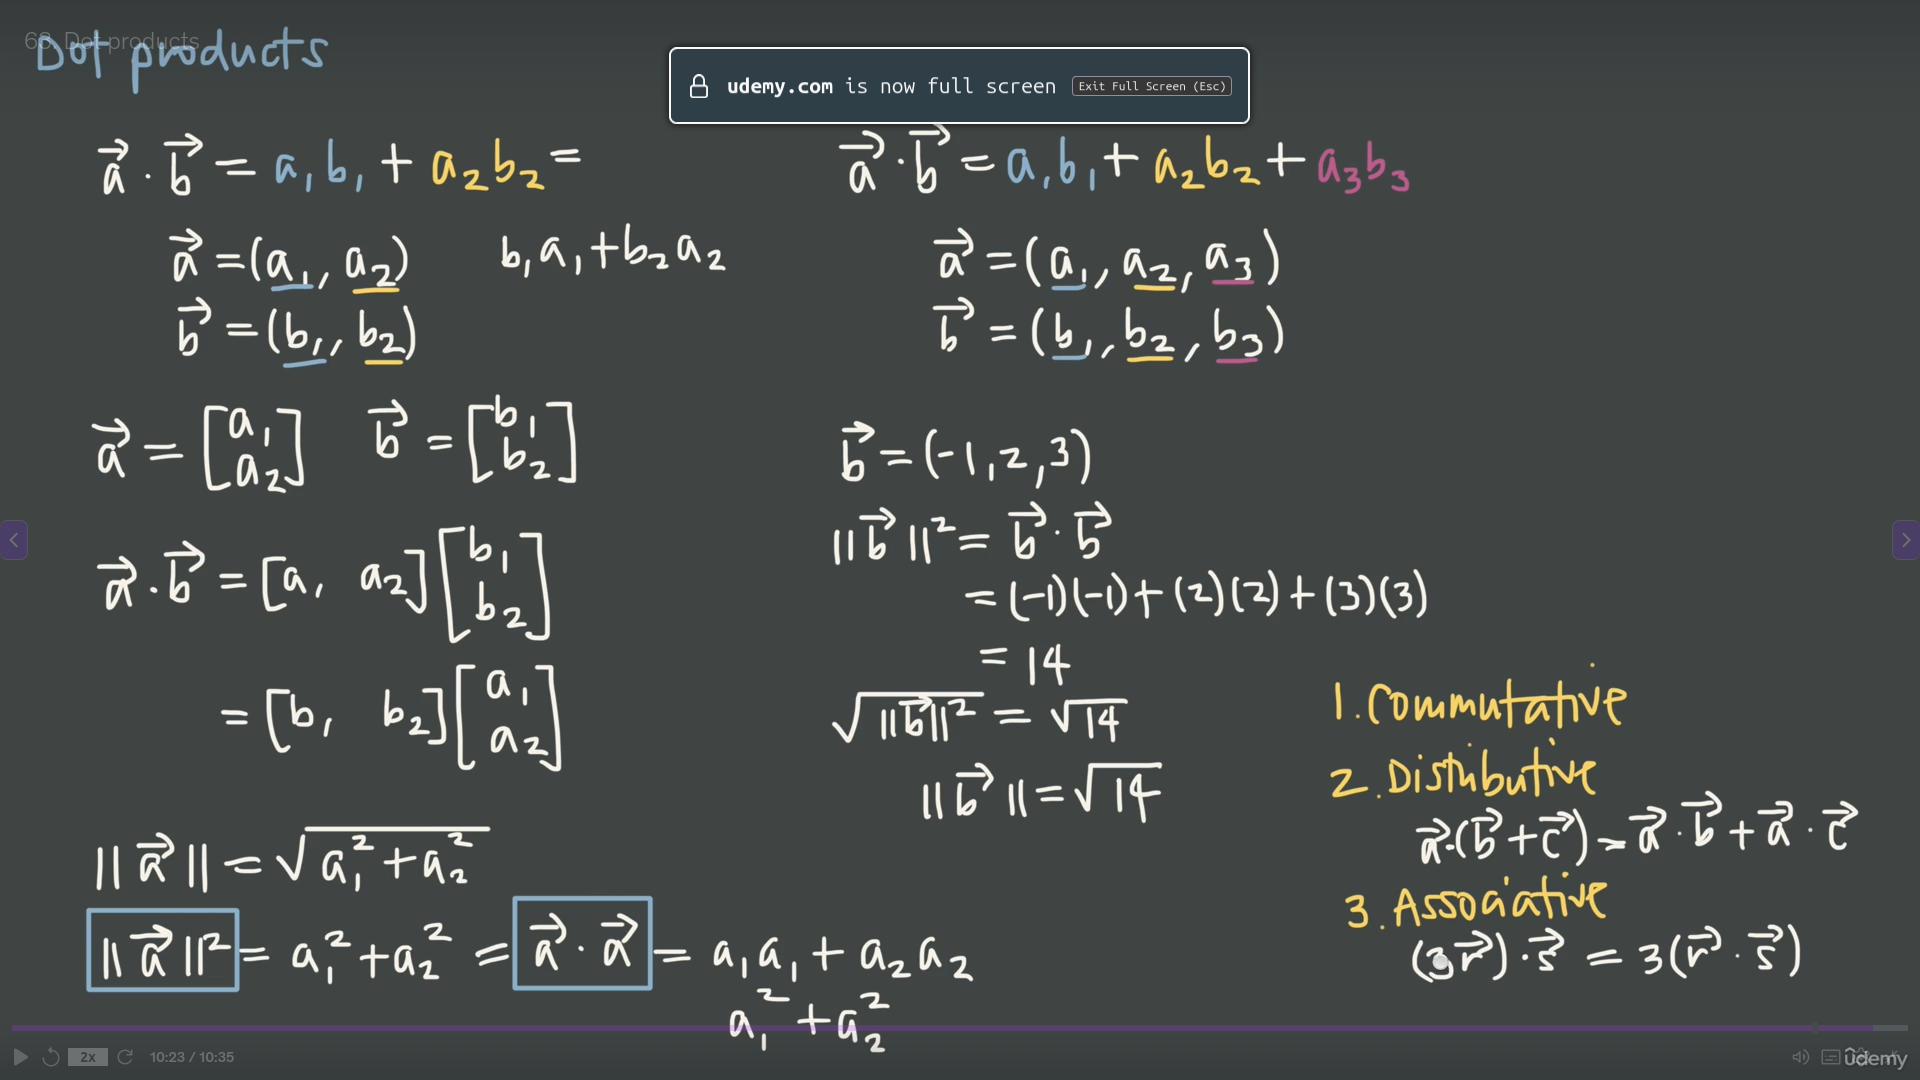 68. Dot products
Dot products
udemy.com is now full screen Exit Full Screen (Esc)
a⃗ · b⃗ = a₁b₁ + a₂b₂ =
b₁a₁ + b₂a₂
a⃗ = (a₁, a₂)
b⃗ = (b₁, b₂)
a⃗ = [a₁ a₂] b⃗ = [b₁ b₂]
a⃗ · b⃗ = [a₁ a₂] [b₁ b₂]
= [b₁ b₂] [a₁ a₂]
||a⃗|| = √(a₁² + a₂²)
||a⃗||² = a₁² + a₂² = a⃗ · a⃗ = a₁a₁ + a₂a₂
a₁² + a₂²
a⃗ · b⃗ = a₁b₁ + a₂b₂ + a₃b₃
a⃗ = (a₁, a₂, a₃)
b⃗ = (b₁, b₂, b₃)
b⃗ = (-1, 2, 3)
||b⃗||² = b⃗ · b⃗
= (-1)(-1) + (2)(2) + (3)(3)
= 14
√||b⃗||² = √14
||b⃗|| = √14
1. Commutative
2. Distributive
a⃗·(b⃗ + c⃗) = a⃗ · b⃗ + a⃗ · c⃗
3. Associative
(3r⃗) · s⃗ = 3(r⃗ · s⃗)
2x 10:23 / 10:35
udemy